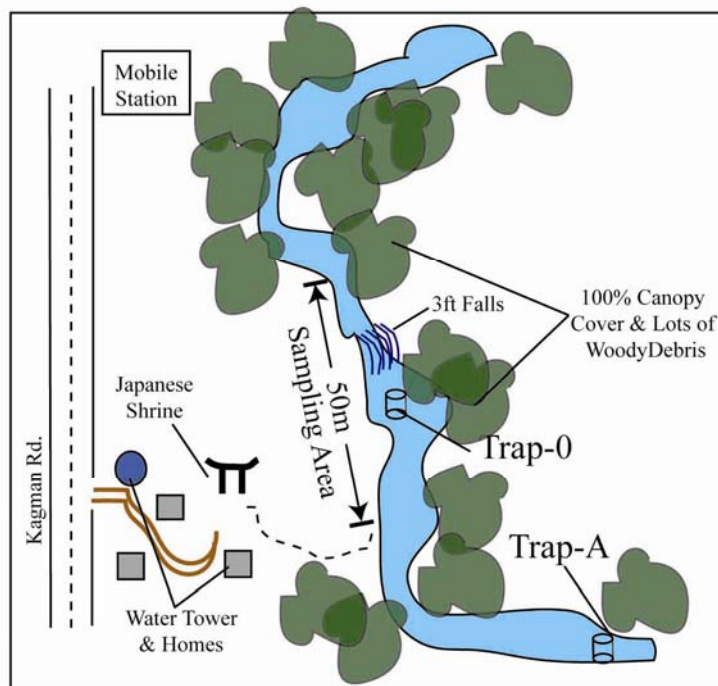 Mobile
Station
3ft Falls
100% Canopy
Cover & Lots of
WoodyDebris
50m
Sampling Area
Japanese
Shrine
Trap-0
Kagman Rd.
Trap-A
Water Tower
& Homes